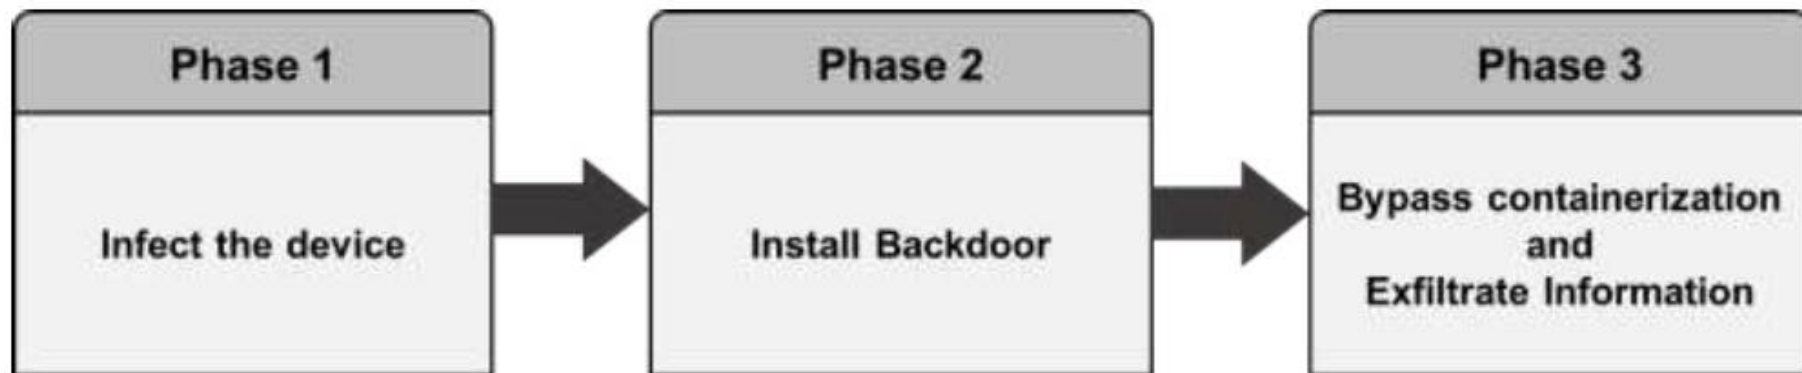 Phase 1
Infect the device
Phase 2
Install Backdoor
Phase 3
Bypass containerization
and
Exfiltrate Information